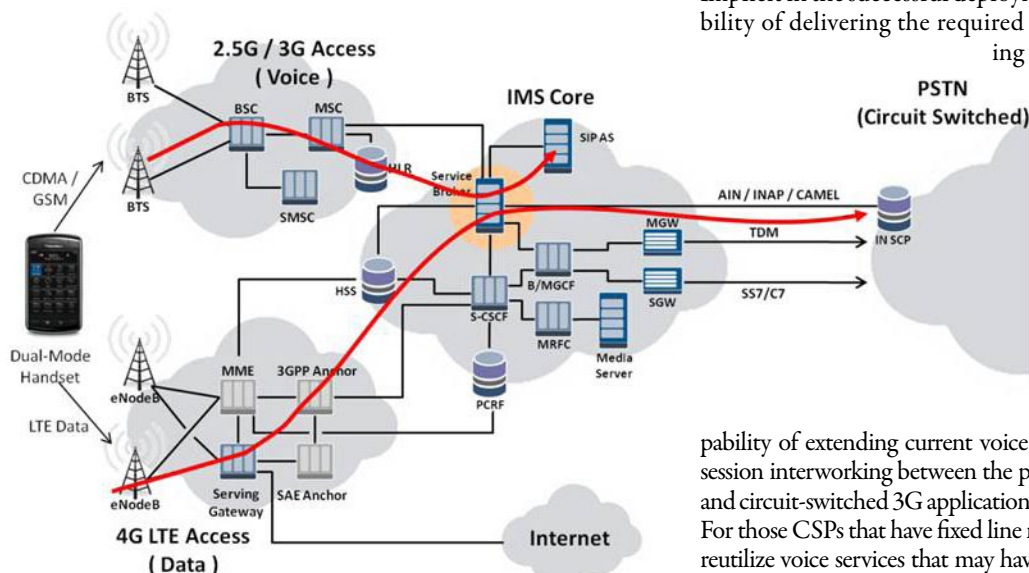 bility of delivering the required
ing
2.5G / 3G Access
( Voice )
BTS
BSC
MSC
HLR
BTS
SMSC
CDMA /
GSM
Dual-Mode
Handset
LTE Data
IMS Core
SIP AS
Service
Broker
HSS
S-CSCF
B/MGCF
MRFC
Media
Server
MGW
SGW
PCRF
AIN / INAP / CAMEL
TDM
SS7/C7
PSTN
(Circuit Switched)
IN SCP
eNodeB
MME
3GPP Anchor
eNodeB
Serving
Gateway
SAE Anchor
4G LTE Access
( Data )
Internet
pability of extending current voice
session interworking between the p
and circuit-switched 3G application
For those CSPs that have fixed line
reutilize voice services that may hav